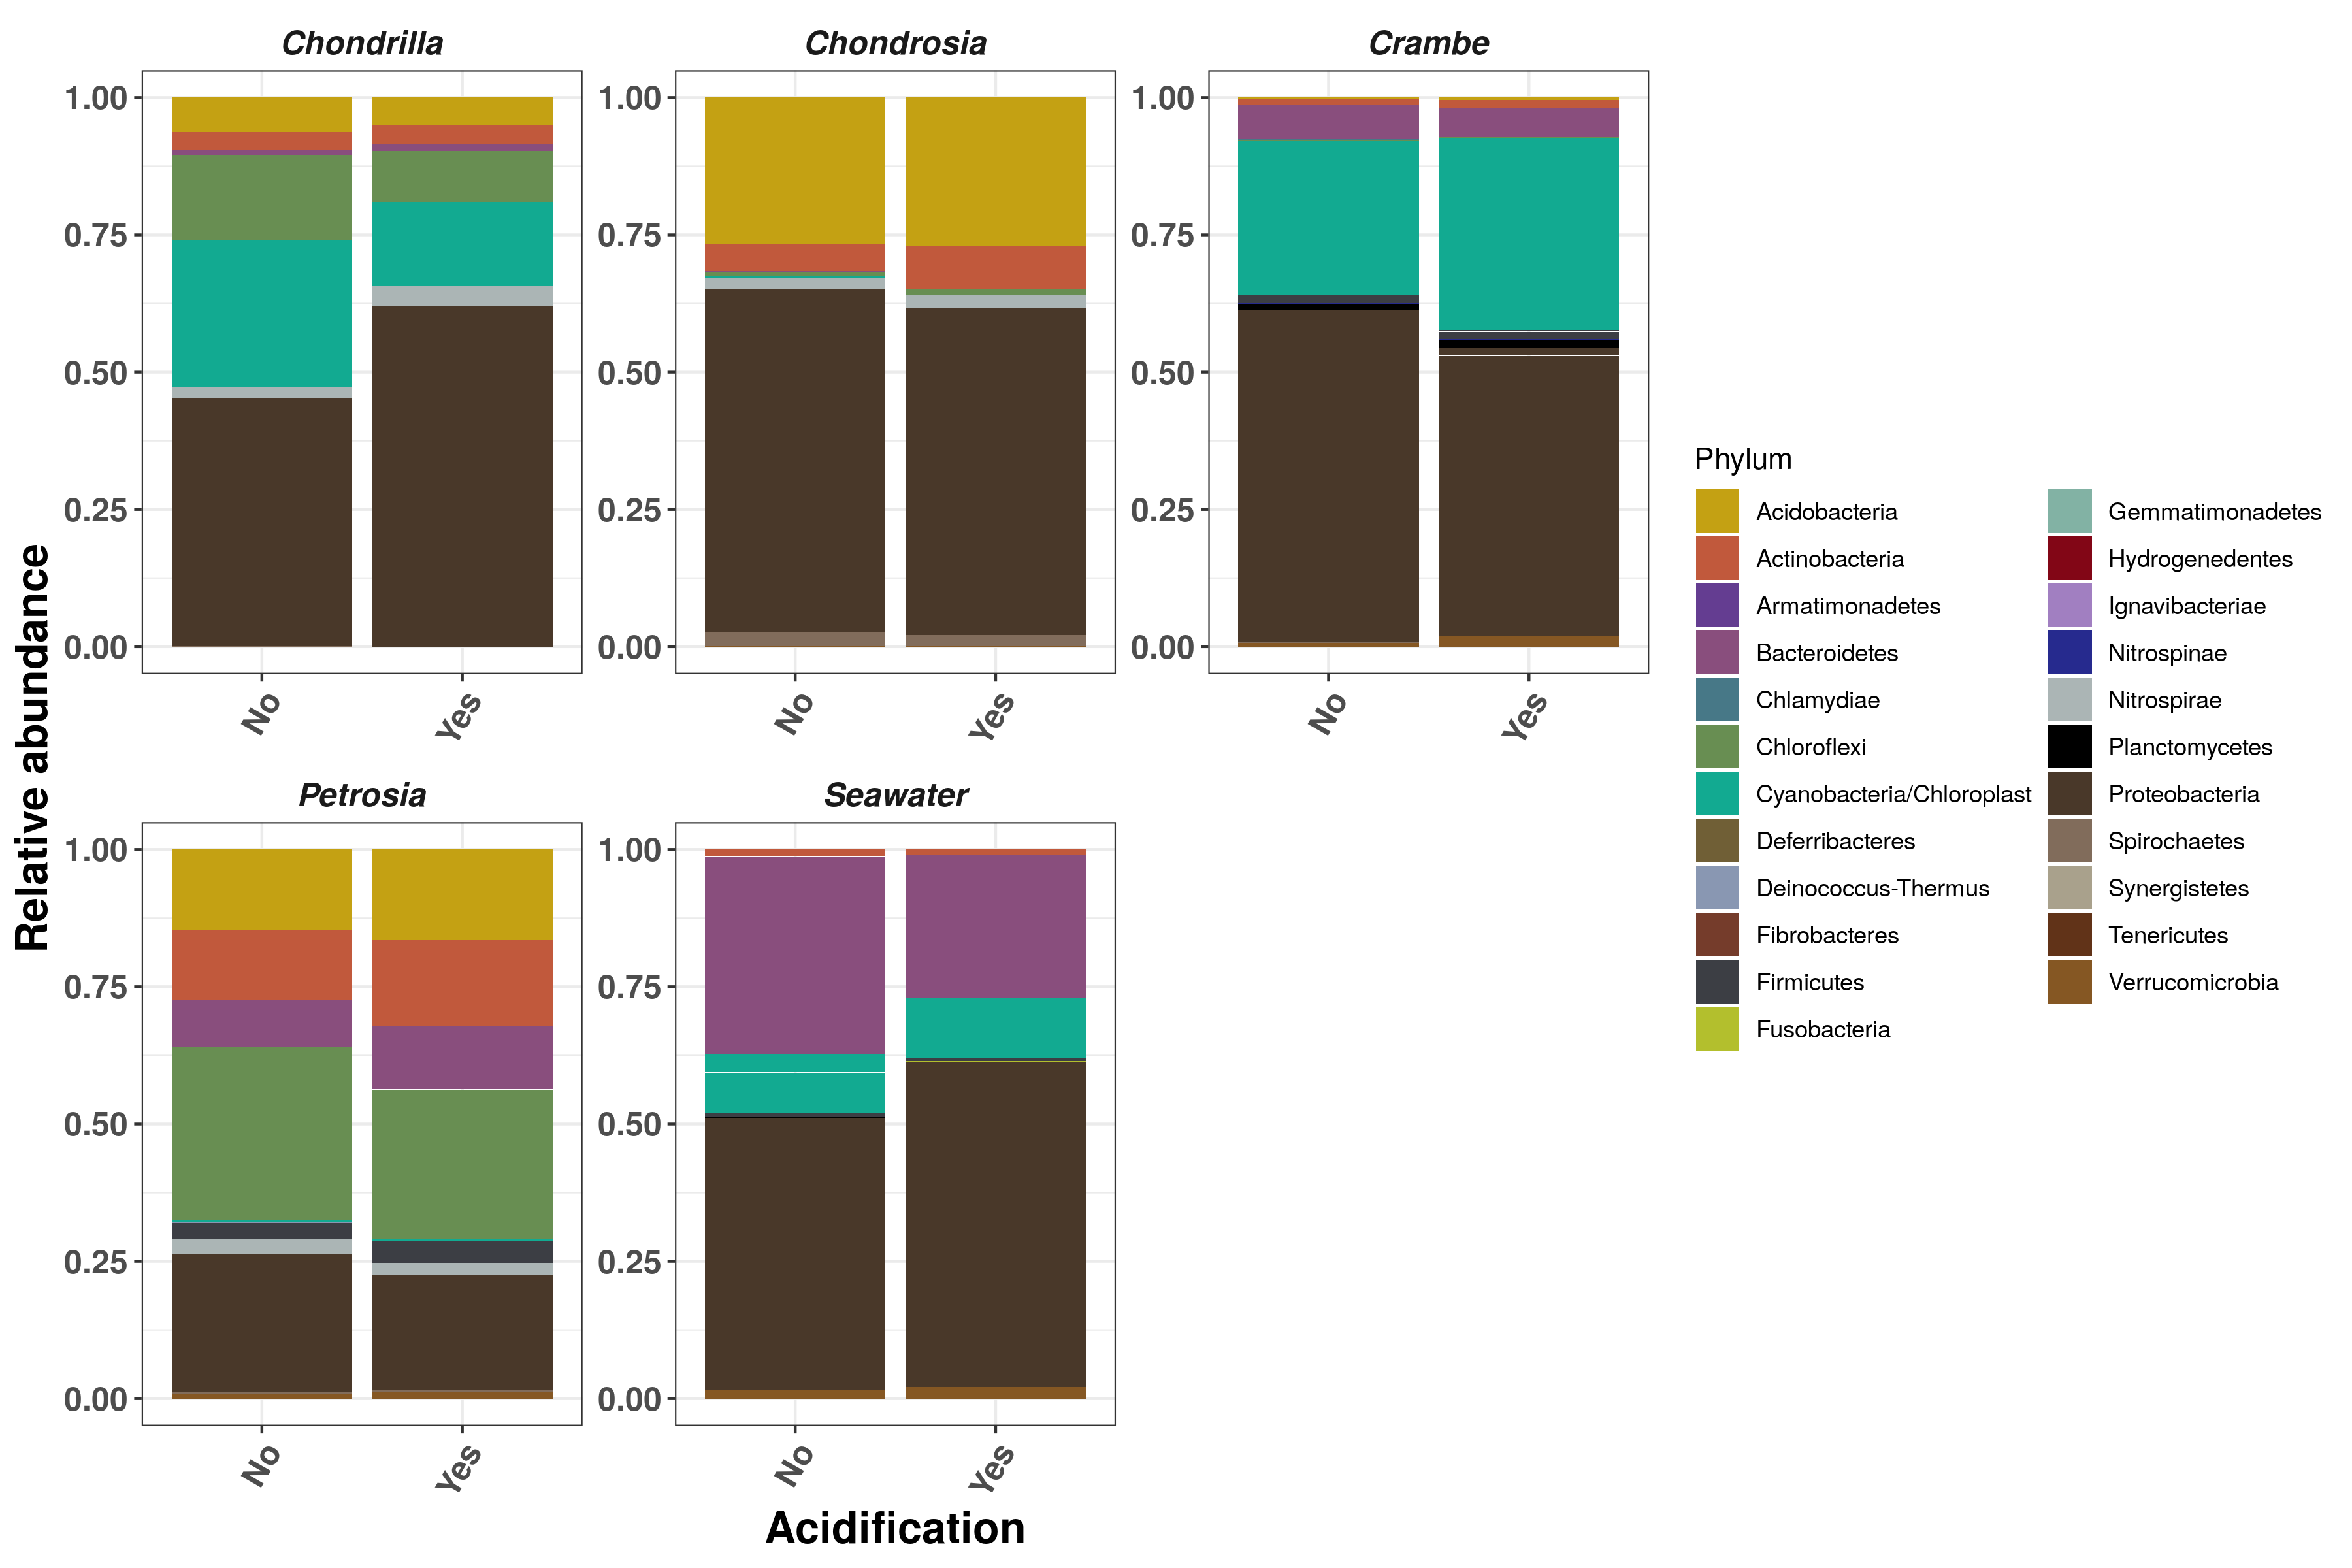 Chondrilla
Chondrosia
Crambe
1.00
0.75
0.50
0.25
0.00
1.00
0.75
0.50
0.25
0.00
1.00
0.75
0.50
0.25
0.00
No
Yes
No
Yes
No
Yes
Petrosia
Seawater
1.00
0.75
0.50
0.25
0.00
1.00
0.75
0.50
0.25
0.00
No
Yes
No
Yes
Relative abundance
Acidification
Phylum
Acidobacteria
Actinobacteria
Armatimonadetes
Bacteroidetes
Chlamydiae
Chloroflexi
Cyanobacteria/Chloroplast
Deferribacteres
Deinococcus-Thermus
Fibrobacteres
Firmicutes
Fusobacteria
Gemmatimonadetes
Hydrogenedentes
Ignavibacteriae
Nitrospinae
Nitrospirae
Planctomycetes
Proteobacteria
Spirochaetes
Synergistetes
Tenericutes
Verrucomicrobia